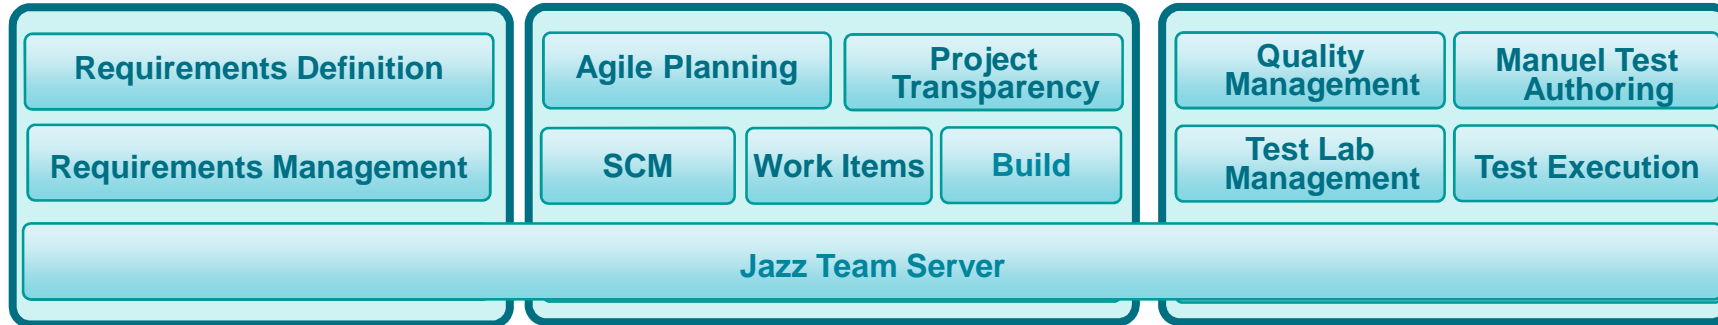 Requirements Definition
Requirements Management
Agile Planning
Project
Transparency
SCM
Work Items
Build
Quality
Management
Manuel Test
Authoring
Test Lab
Management
Test Execution
Jazz Team Server